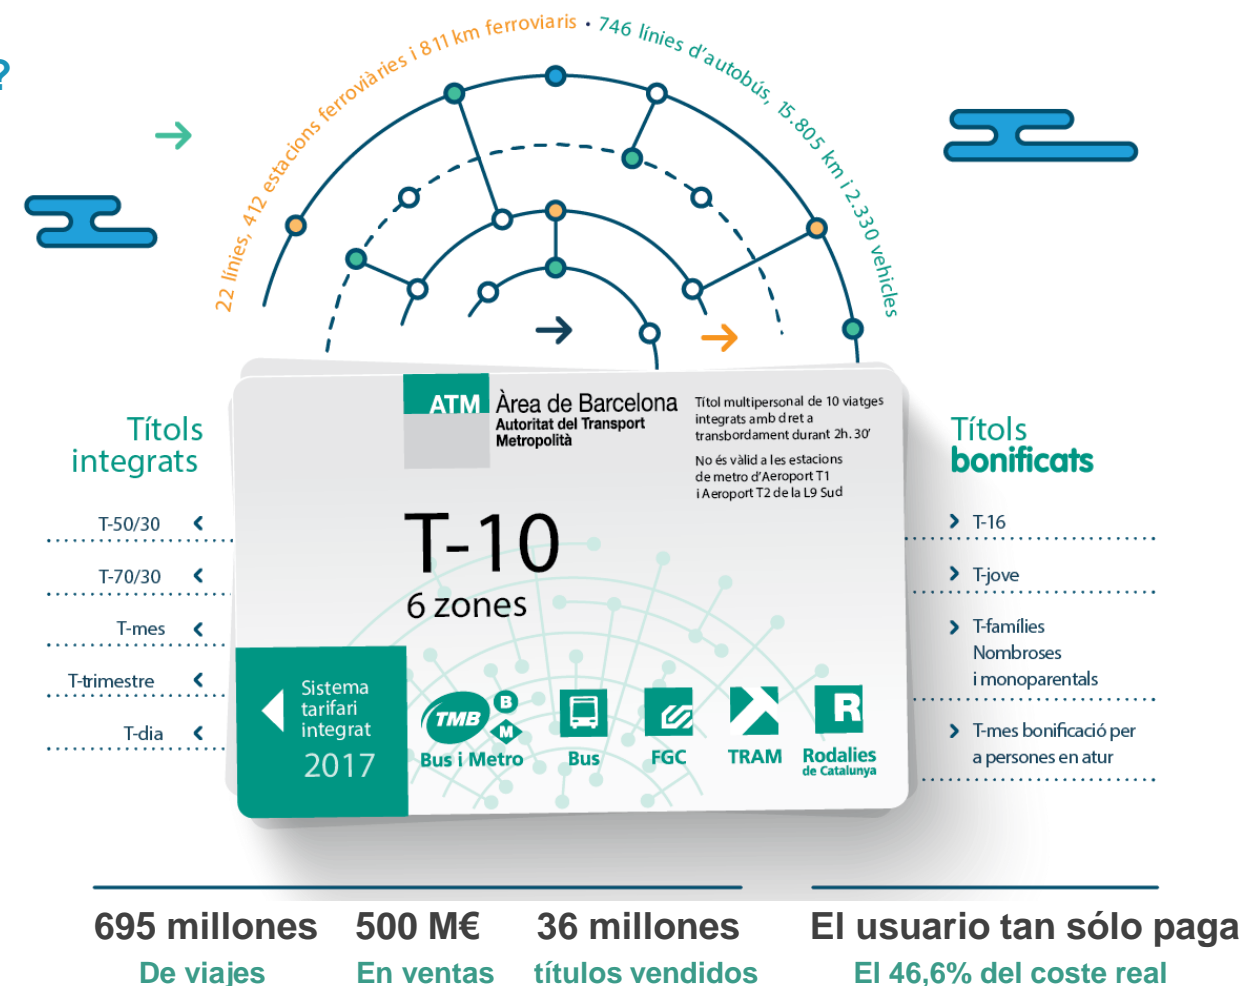 ?
22 línies, 412 estacions ferroviàries i 811 km ferroviaris • 746 línies d'autobús, 15.805 km i 2.330 vehicles
Títols
integrats
T-50/30
T-70/30
T-mes
T-trimestre
T-dia
ATM
Àrea de Barcelona
Autoritat del Transport
Metropolità
Títol multipersonal de 10 viatges
integrats amb dret a
transbordament durant 2h. 30'
No és vàlid a les estacions
de metro d'Aeroport T1
i Aeroport T2 de la L9 Sud
T-10
6 zones
Sistema
tarifari
integrat
2017
TMB
B
M
Bus i Metro
Bus
FGC
TRAM
R
Rodalies
de Catalunya
Títols
bonificats
T-16
T-jove
T-famílies
Nombroses
i monoparentals
T-mes bonificació per
a persones en atur
695 millones
De viajes
500 M€
En ventas
36 millones
títulos vendidos
El usuario tan sólo paga
El 46,6% del coste real